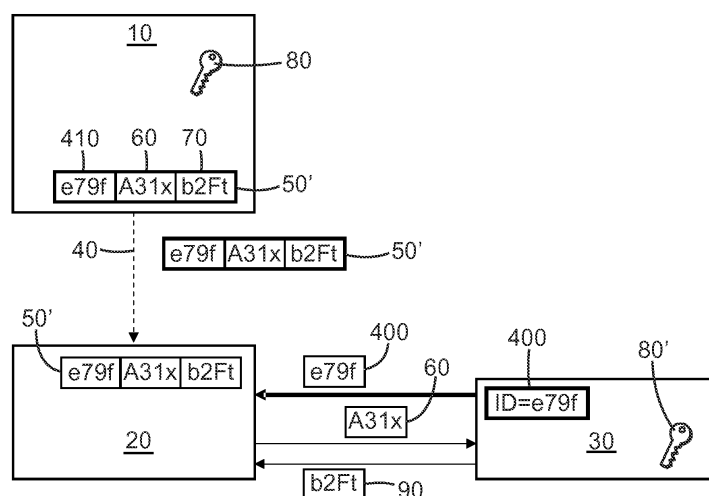 10
80
410 60 70
e79f A31x b2Ft 50'
40
e79f A31x b2Ft 50'
50'
400
400
80'
e79f A31x b2Ft
e79f
60
ID=e79f
A31x
20
30
b2Ft 90